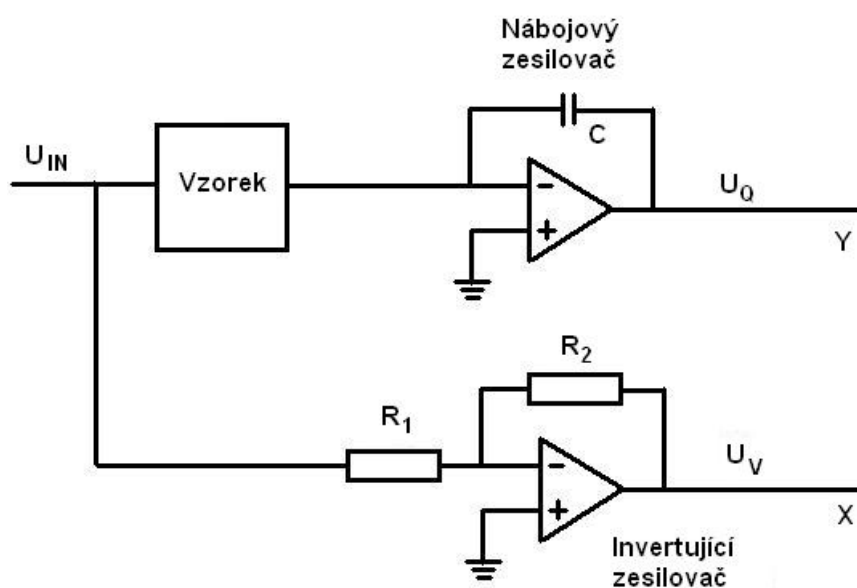 Nábojový
zesilovač
C
U_IN
Vzorek
-
+
U_Q
Y
R_2
R_1
-
+
U_V
X
Invertující
zesilovač